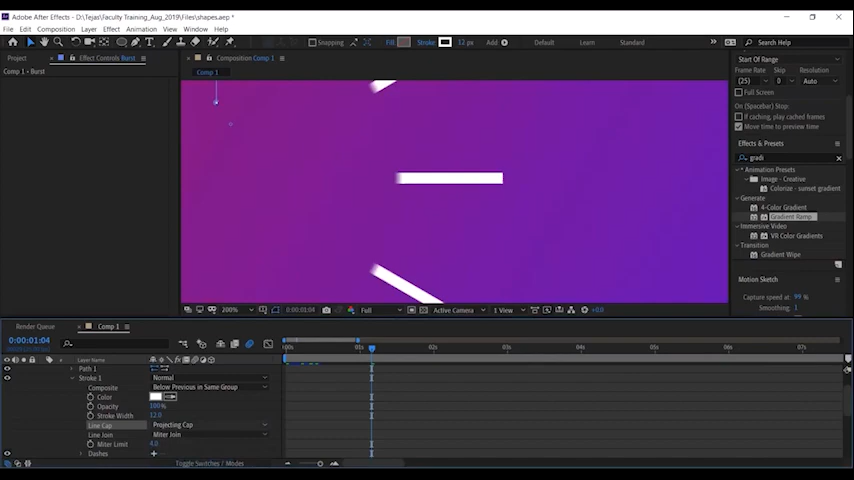 Adobe After Effects - D:\Tejas\Faculty Training_Aug_2019\Files\shapes.aep *
File Edit Composition Layer Effect Animation View Window Help
Snapping Fill Stroke 12 px Add Default Learn Standard Search Help
Project Effect Controls Burst Composition Comp 1
Comp 1 • Burst
Comp 1
Start Of Range
Frame Rate Skip Resolution
(25) 0 Auto
Full Screen
On (Spacebar) Stop:
If caching, play cached frames
Move time to preview time
Effects & Presets
gradi
Animation Presets
Image - Creative
Colorize - sunset gradient
Generate
4-Color Gradient
Gradient Ramp
Immersive Video
VR Color Gradients
Transition
Gradient Wipe
Motion Sketch
Capture speed at: 99 %
Smoothing: 1
200% 0:00:01:04 Full Active Camera 1 View +0.0
Render Queue Comp 1
0:00:01:04
:00s 01s 02s 03s 04s 05s 06s 07s
Layer Name
Path 1
Stroke 1 Normal
Composite Below Previous in Same Group
Color
Opacity 100%
Stroke Width 12.0
Line Cap Projecting Cap
Line Join Miter Join
Miter Limit 4.0
Dashes +
Toggle Switches / Modes